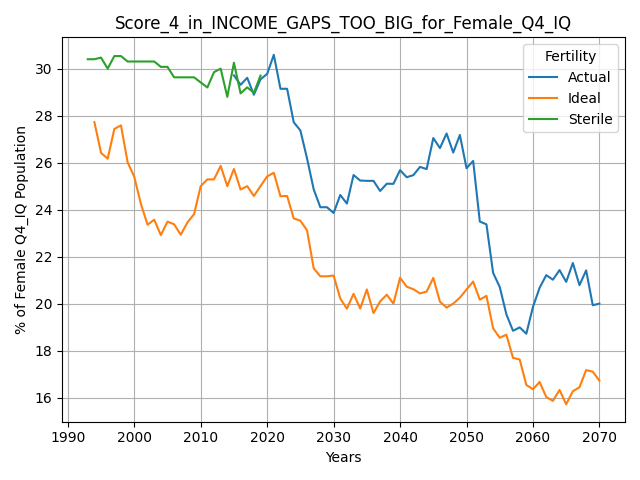 Score_4_in_INCOME_GAPS_TOO_BIG_for_Female_Q4_IQ
Fertility
Actual
Ideal
Sterile
% of Female Q4_IQ Population
30
28
26
24
22
20
18
16
1990 2000 2010 2020 2030 2040 2050 2060 2070
Years